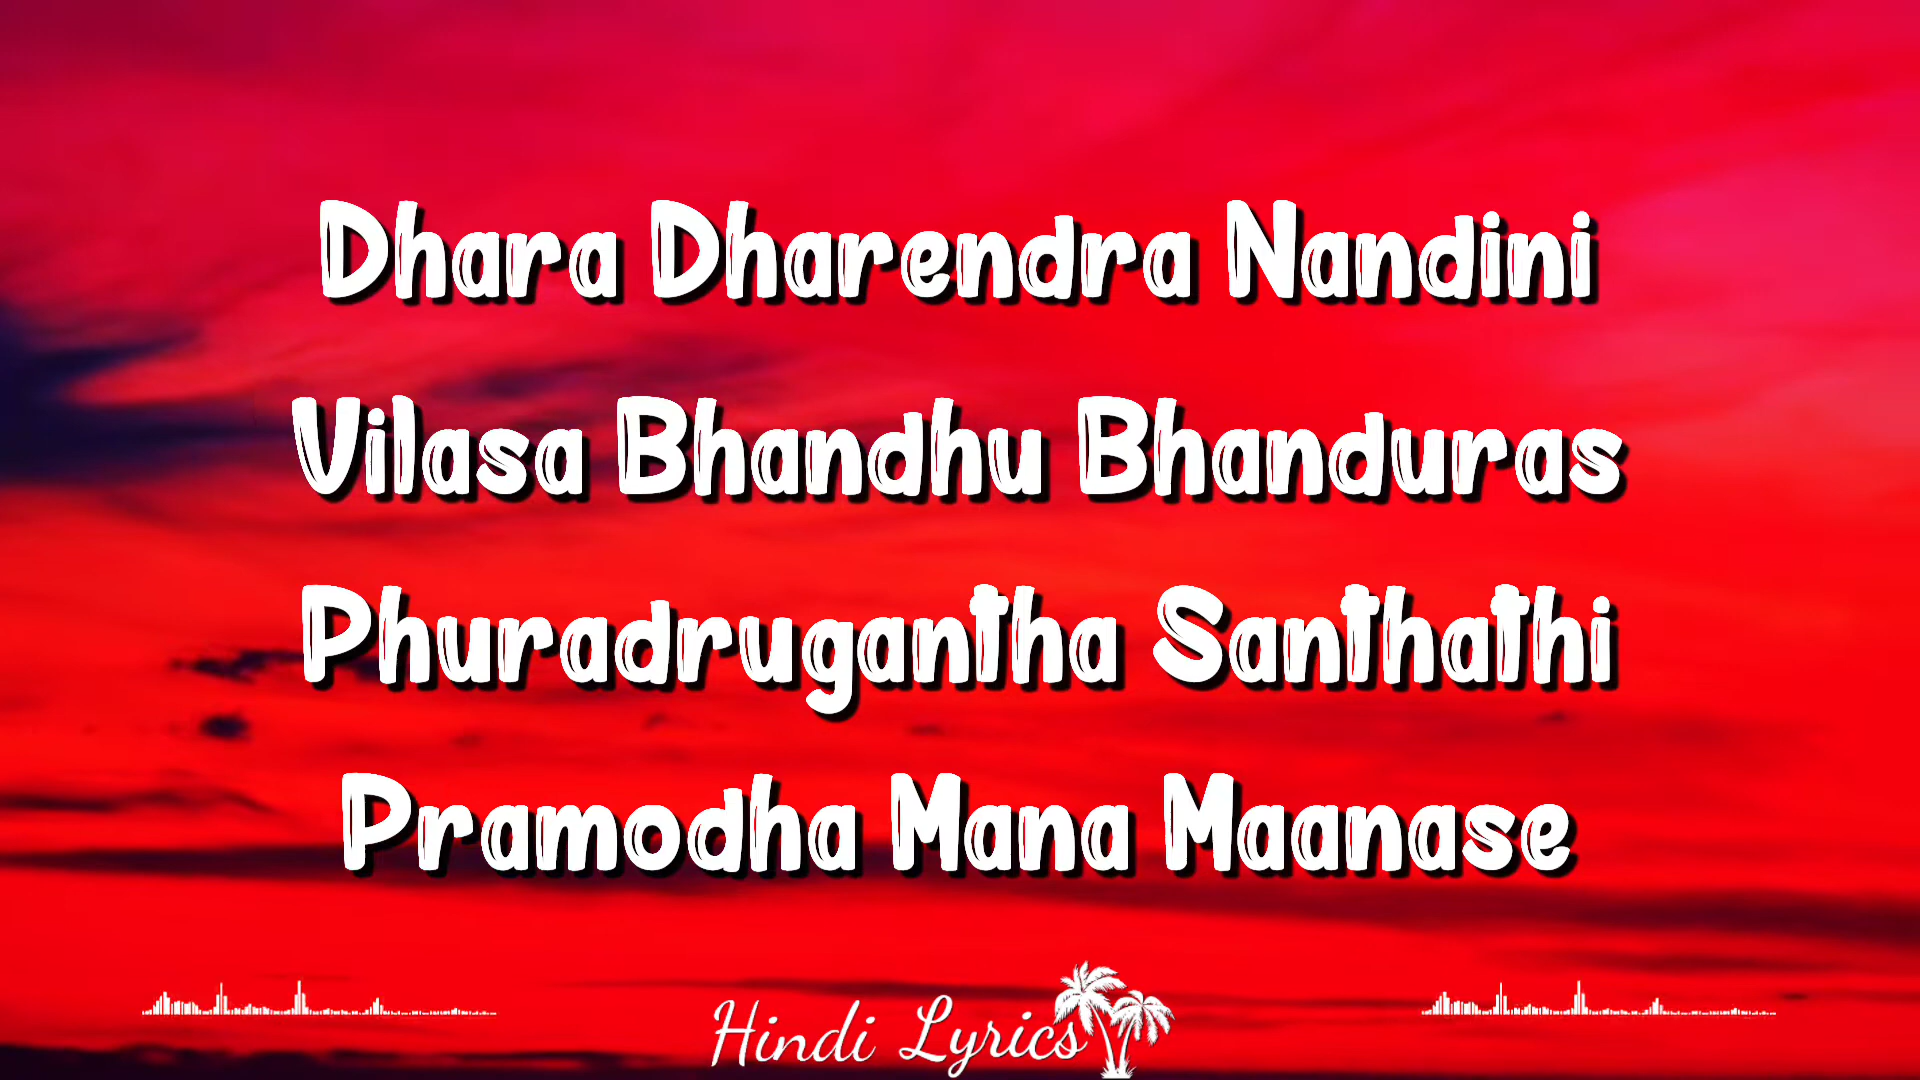 Dhara Dharendra Nandini
Vilasa Bhandhu Bhanduras
Phuradrugantha Santhathi
Pramodha Mana Maanase
Hindi Lyrics